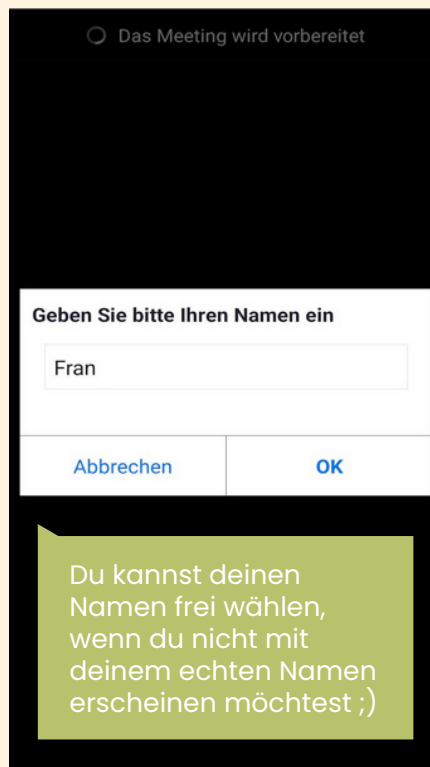 Das Meeting wird vorbereitet
Geben Sie bitte Ihren Namen ein
Fran
Abbrechen
OK
Du kannst deinen
Namen frei wählen,
wenn du nicht mit
deinem echten Namen
erscheinen möchtest ;)